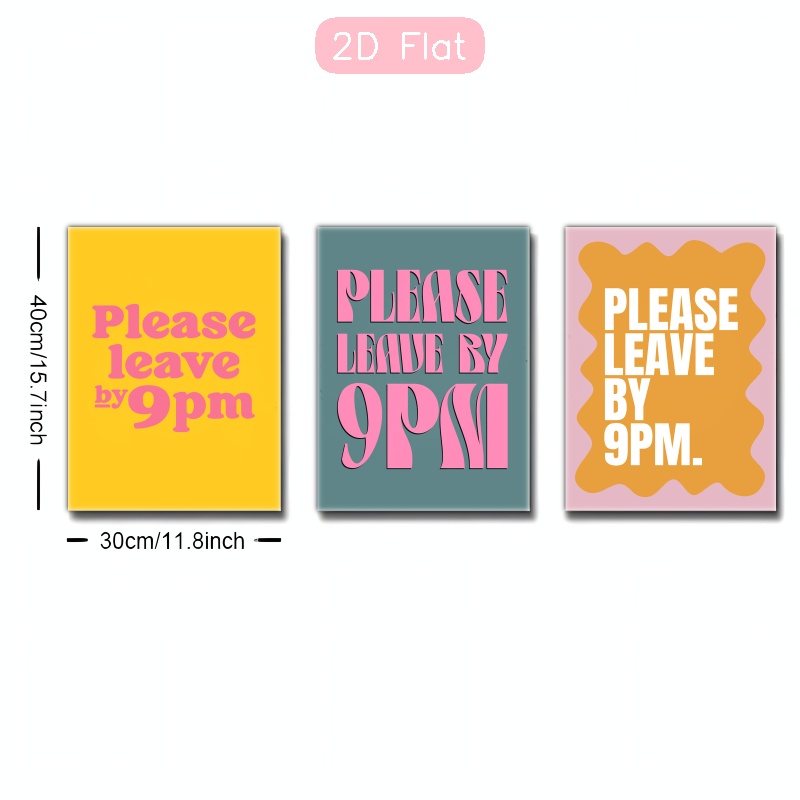 2D Flat
40cm/15.7inch
Please
leave
by 9pm
PLEASE
LEAVE BY
9PM
PLEASE
LEAVE
BY
9PM.
30cm/11.8inch